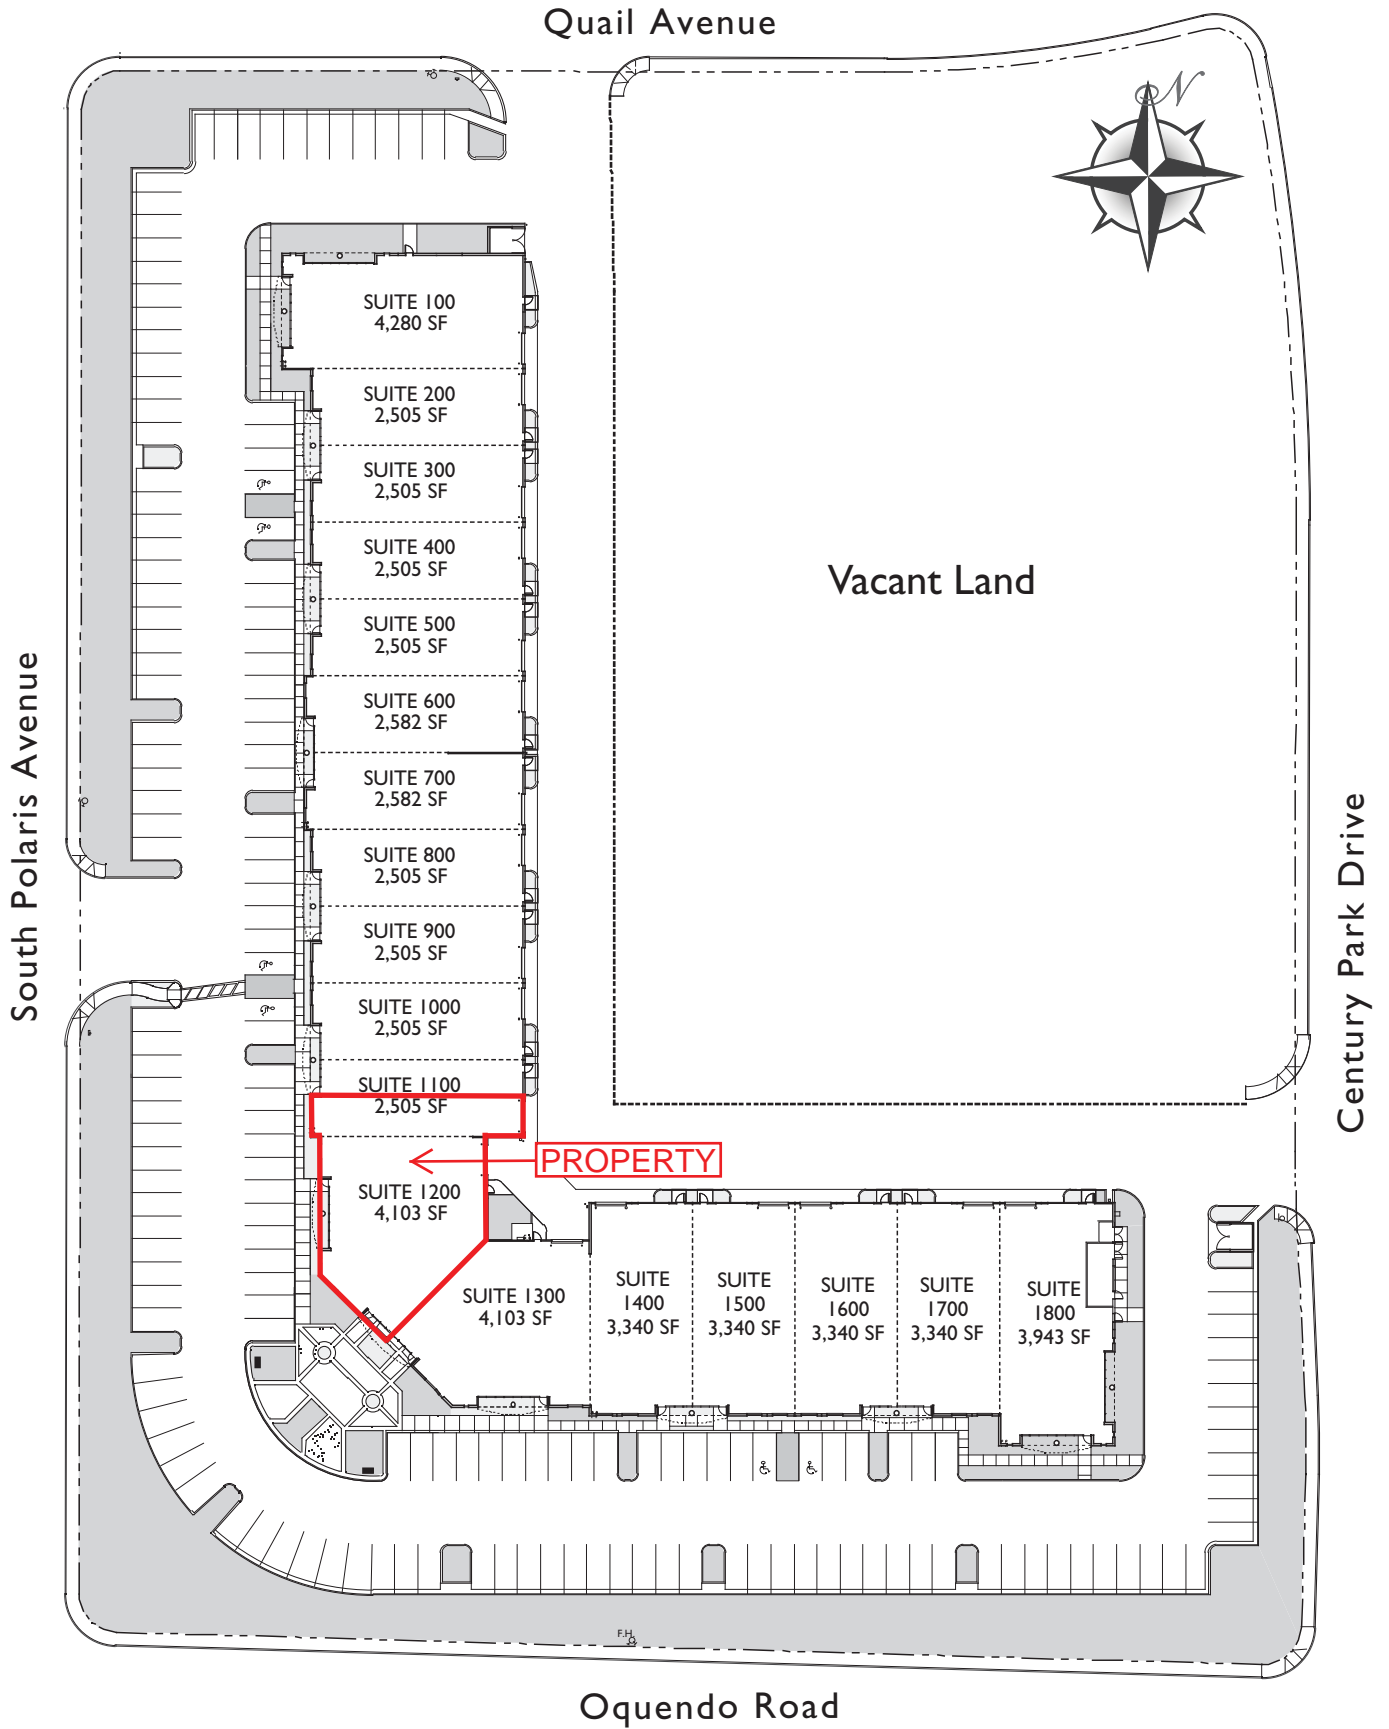 Quail Avenue
N
SUITE 100
4,280 SF
SUITE 200
2,505 SF
SUITE 300
2,505 SF
SUITE 400
2,505 SF
SUITE 500
2,505 SF
SUITE 600
2,582 SF
SUITE 700
2,582 SF
SUITE 800
2,505 SF
SUITE 900
2,505 SF
SUITE 1000
2,505 SF
SUITE 1100
2,505 SF
PROPERTY
SUITE 1200
4,103 SF
SUITE 1300
4,103 SF
SUITE
1400
3,340 SF
SUITE
1500
3,340 SF
SUITE
1600
3,340 SF
SUITE
1700
3,340 SF
SUITE
1800
3,943 SF
Vacant Land
South Polaris Avenue
Century Park Drive
F.H.
Oquendo Road